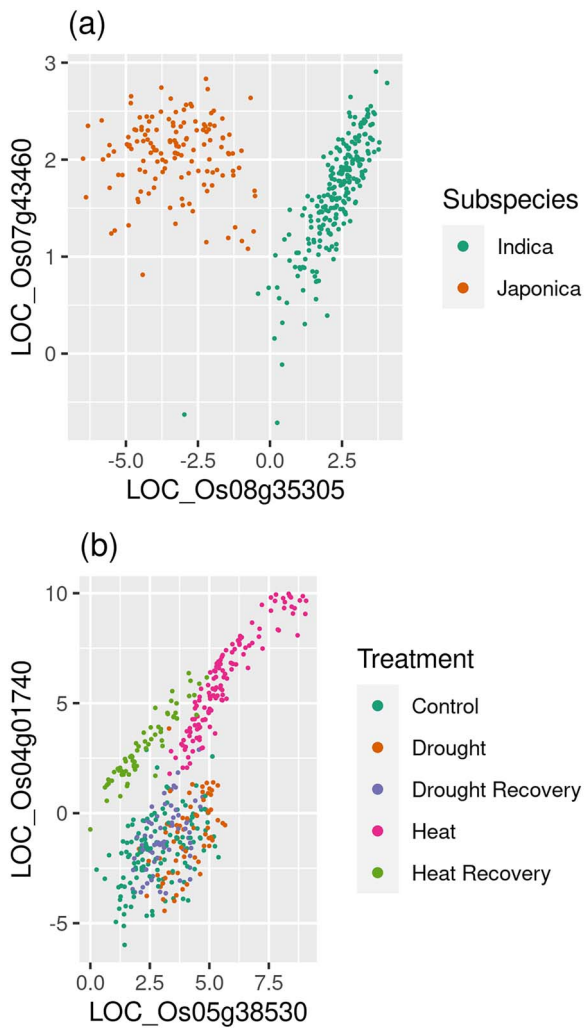 (a)
3
2
1
0
LOC_Os07g43460
-5.0 -2.5 0.0 2.5
LOC_Os08g35305
Subspecies
Indica
Japonica
(b)
10
5
0
-5
LOC_Os04g01740
0.0 2.5 5.0 7.5
LOC_Os05g38530
Treatment
Control
Drought
Drought Recovery
Heat
Heat Recovery